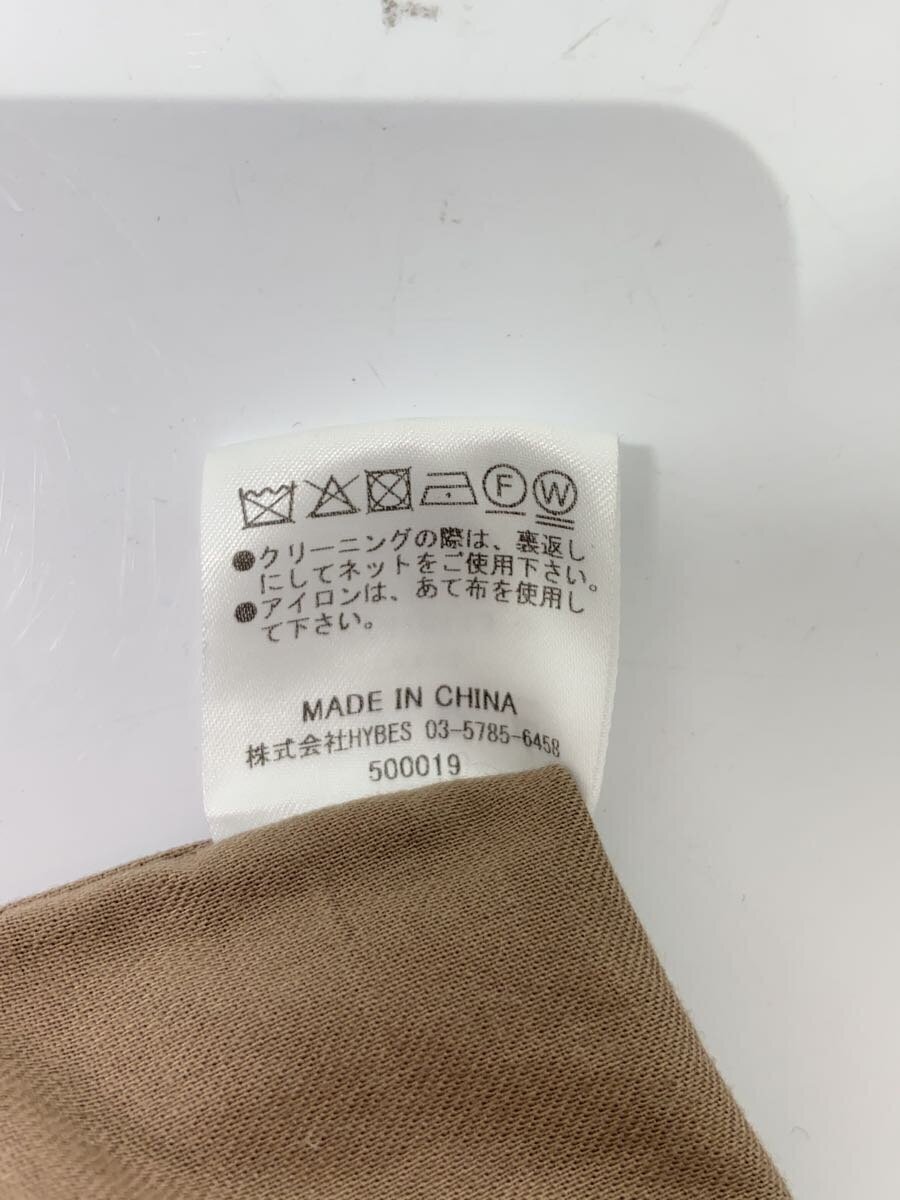 F W
●クリーニングの際は、裏返し
にしてネットをご使用下さい。
●アイロンは、あて布を使用し
て下さい。
MADE IN CHINA
株式会社HYBES 03-5785-6458
500019